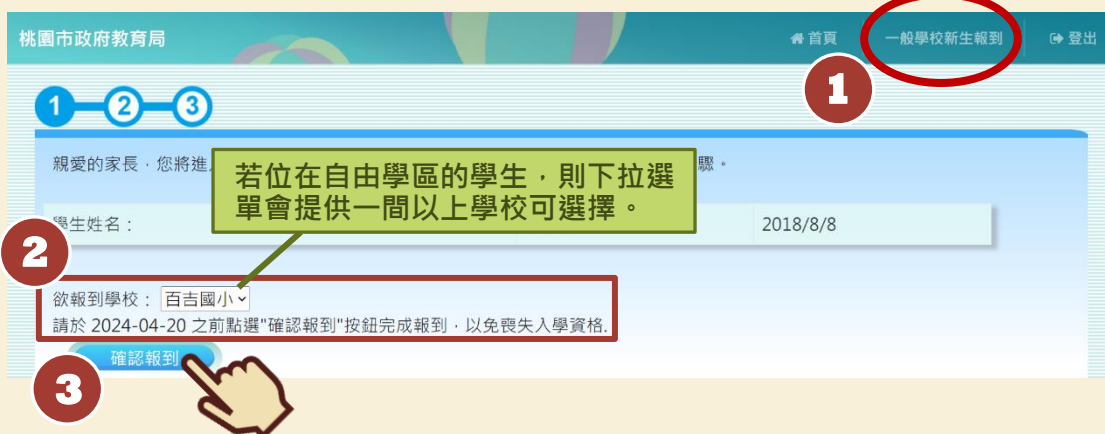 桃園市政府教育局
首頁
一般學校新生報到
登出
1
1 2 3
親愛的家長，您將進
驟。
若位在自由學區的學生，則下拉選
單會提供一間以上學校可選擇。
學生姓名：
2018/8/8
2
欲報到學校： 百吉國小
請於 2024-04-20 之前點選"確認報到"按鈕完成報到，以免喪失入學資格.
確認報到
3